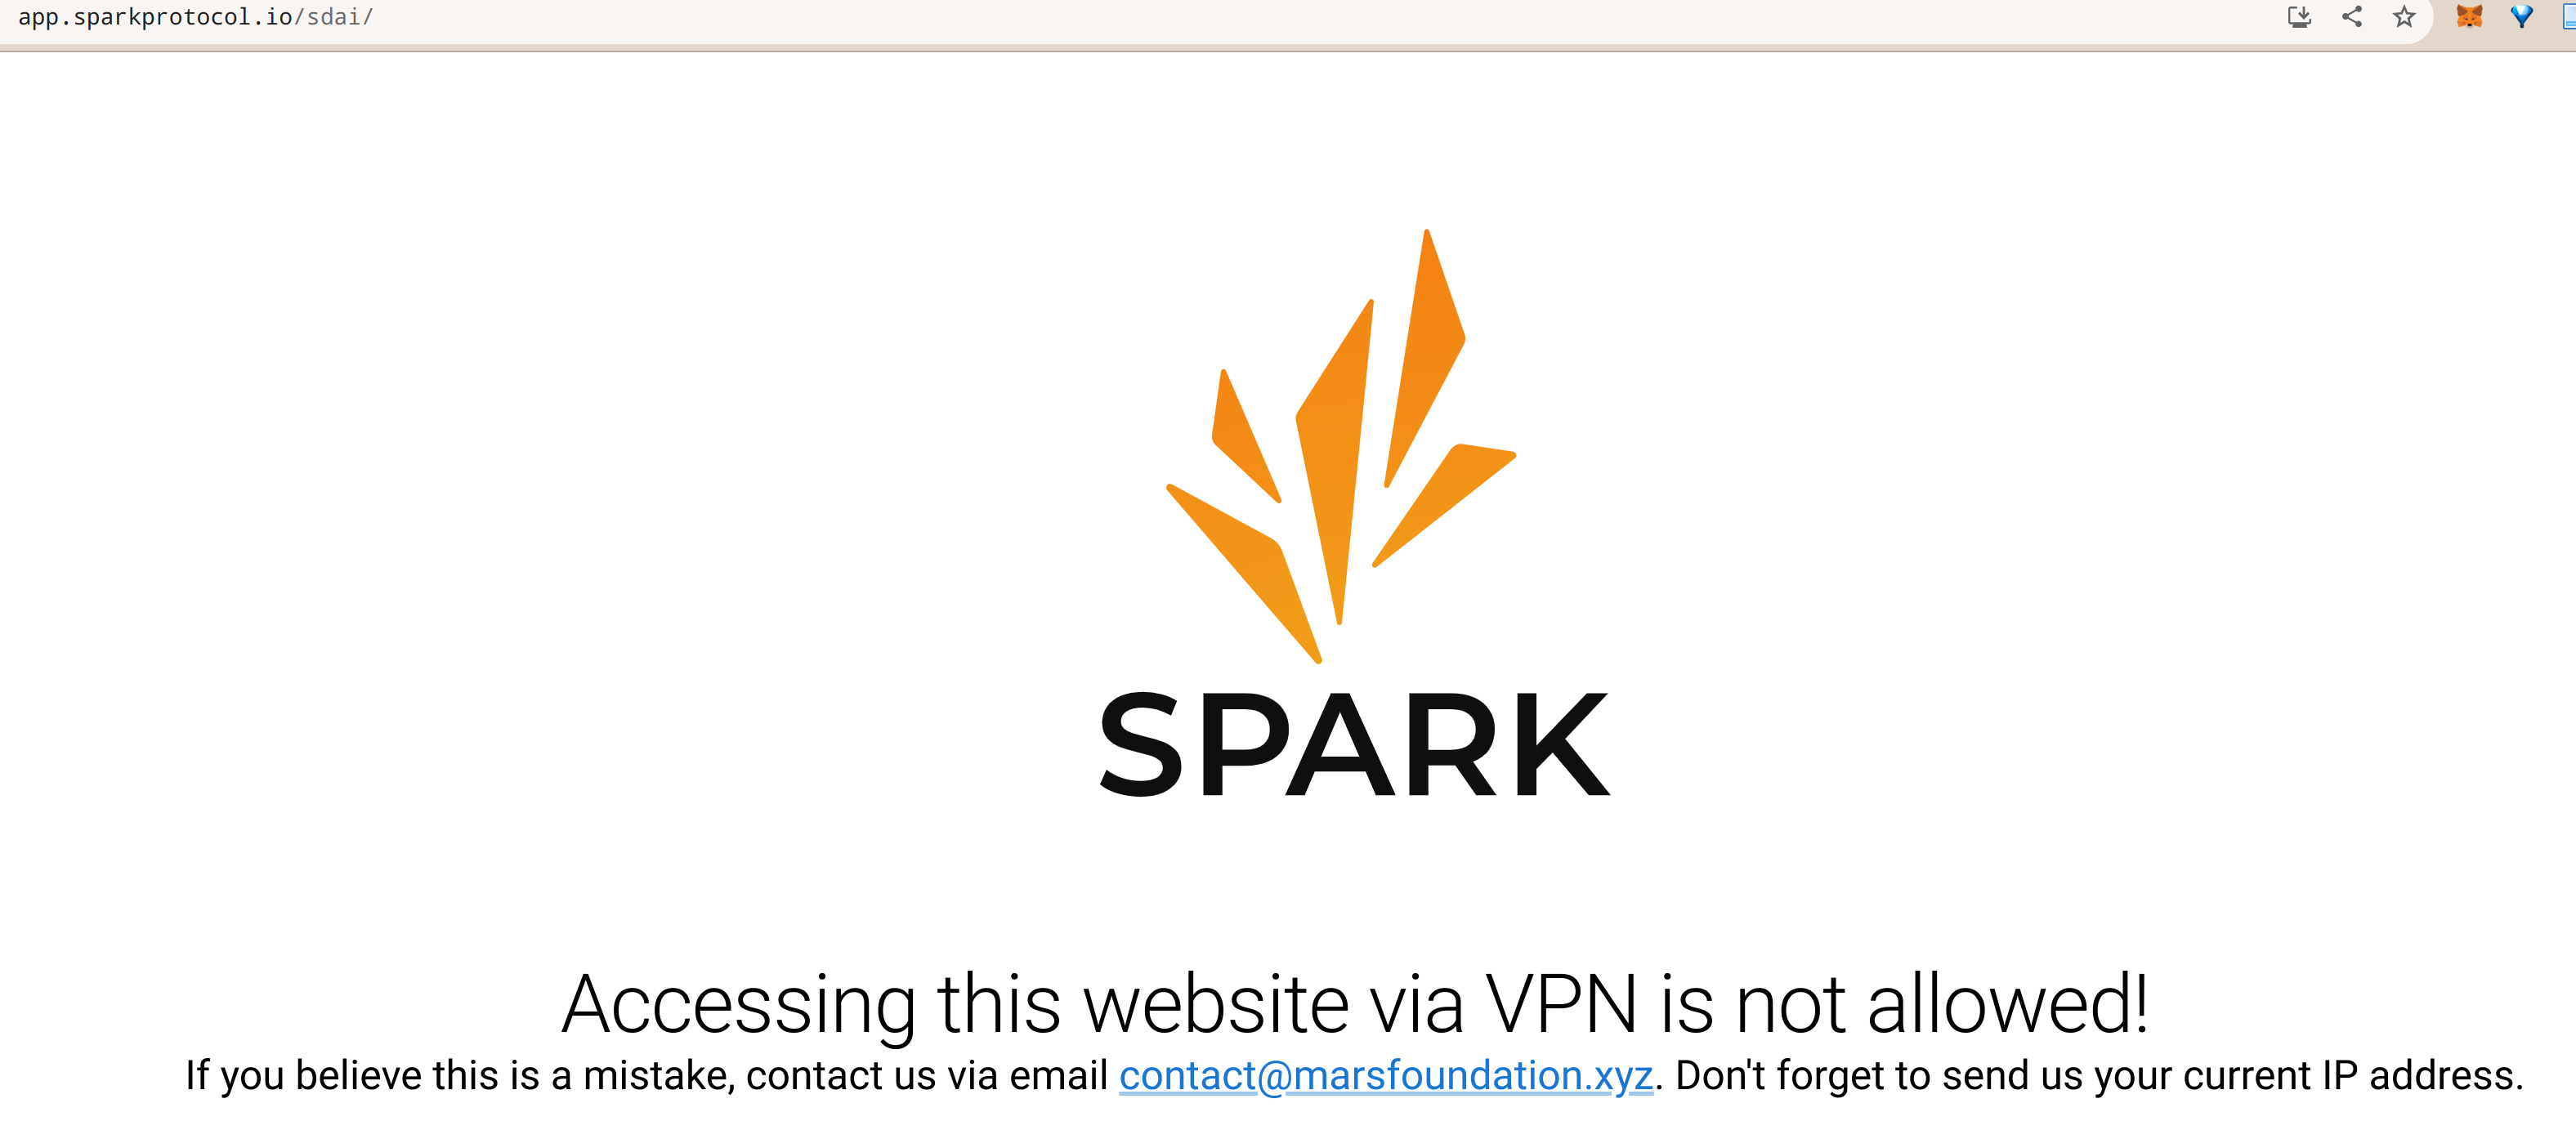 app.sparkprotocol.io/sdai/
SPARK
Accessing this website via VPN is not allowed!
If you believe this is a mistake, contact us via email contact@marsfoundation.xyz. Don't forget to send us your current IP address.